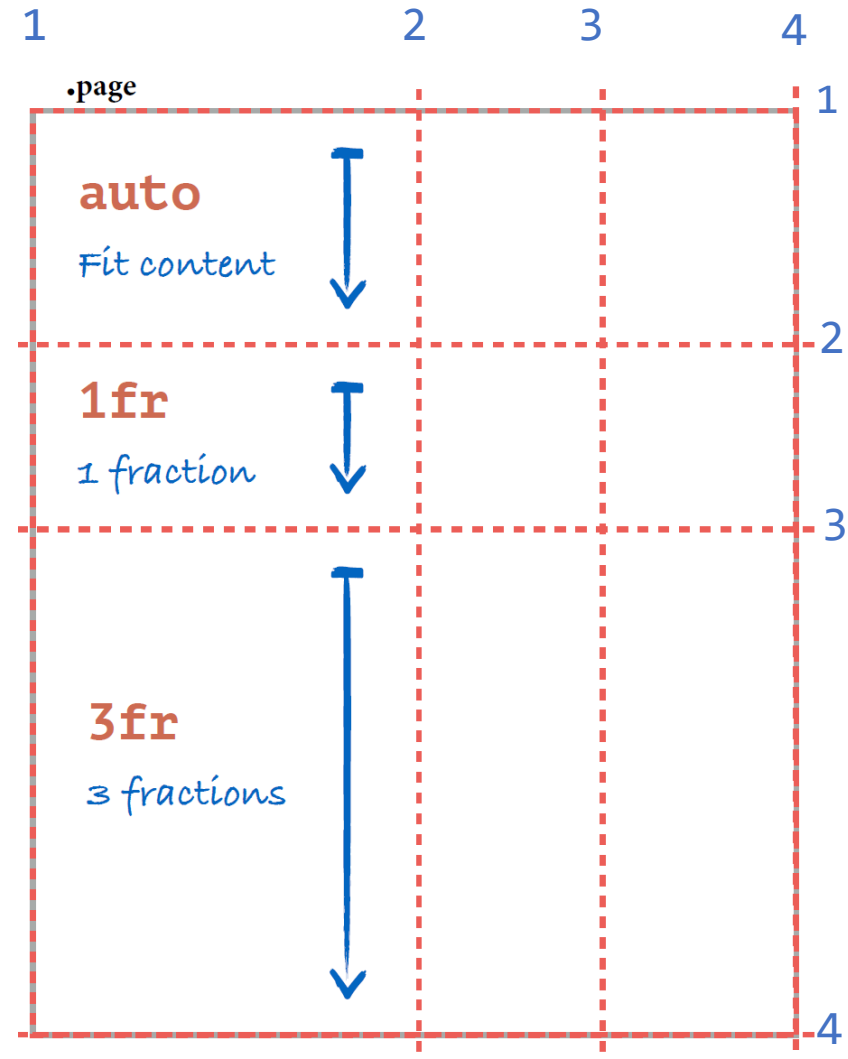 1 2 3 4
.page
1
auto
Fit content
2
1fr
1 fraction
3
3fr
3 fractions
4